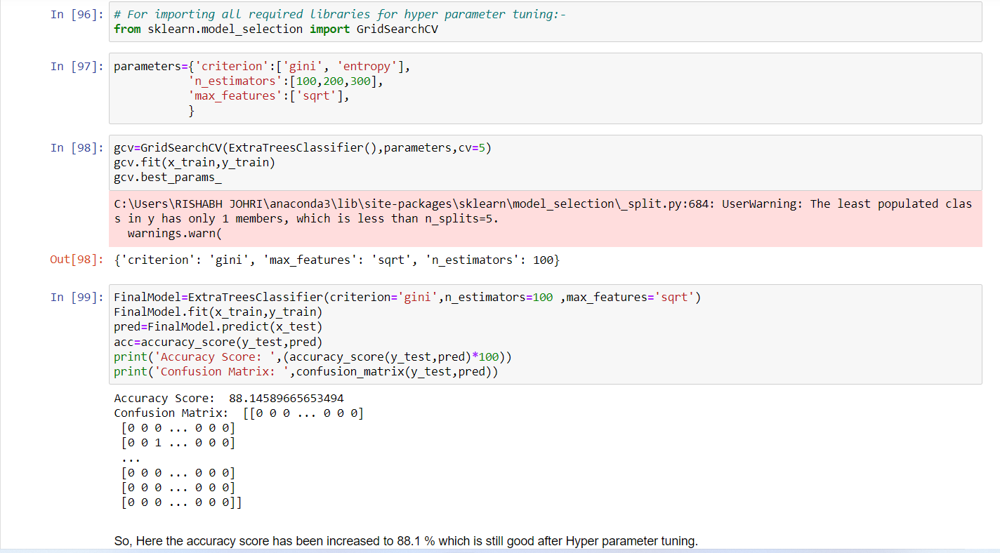 In [96]: # For importing all required libraries for hyper parameter tuning:-
from sklearn.model_selection import GridSearchCV
In [97]: parameters={'criterion':['gini', 'entropy'],
'n_estimators':[100,200,300],
'max_features':['sqrt'],
}
In [98]: gcv=GridSearchCV(ExtraTreesClassifier(),parameters,cv=5)
gcv.fit(x_train,y_train)
gcv.best_params_
C:\Users\RISHABH JOHRI\anaconda3\lib\site-packages\sklearn\model_selection\_split.py:684: UserWarning: The least populated clas
s in y has only 1 members, which is less than n_splits=5.
warnings.warn(
Out[98]: {'criterion': 'gini', 'max_features': 'sqrt', 'n_estimators': 100}
In [99]: FinalModel=ExtraTreesClassifier(criterion='gini',n_estimators=100 ,max_features='sqrt')
FinalModel.fit(x_train,y_train)
pred=FinalModel.predict(x_test)
acc=accuracy_score(y_test,pred)
print('Accuracy Score: ',(accuracy_score(y_test,pred)*100))
print('Confusion Matrix: ',confusion_matrix(y_test,pred))
Accuracy Score:  88.14589665653494
Confusion Matrix:  [[0 0 0 ... 0 0 0]
[0 0 0 ... 0 0 0]
[0 0 1 ... 0 0 0]
...
[0 0 0 ... 0 0 0]
[0 0 0 ... 0 0 0]
[0 0 0 ... 0 0 0]]
So, Here the accuracy score has been increased to 88.1 % which is still good after Hyper parameter tuning.